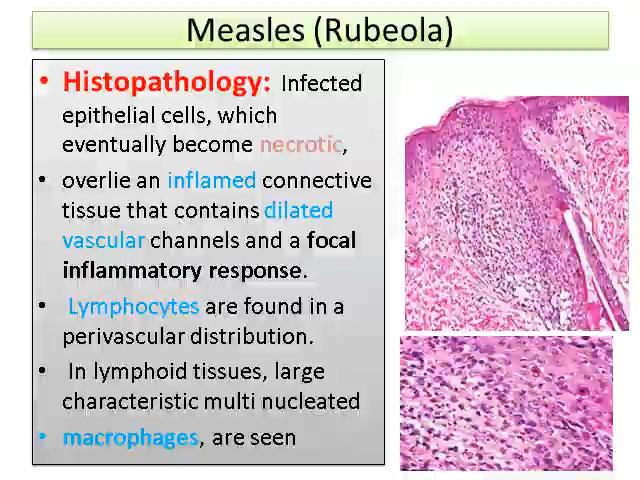 Measles (Rubeola)
• Histopathology: Infected
epithelial cells, which
eventually become necrotic,
• overlie an inflamed connective
tissue that contains dilated
vascular channels and a focal
inflammatory response.
• Lymphocytes are found in a
perivascular distribution.
• In lymphoid tissues, large
characteristic multi nucleated
• macrophages, are seen